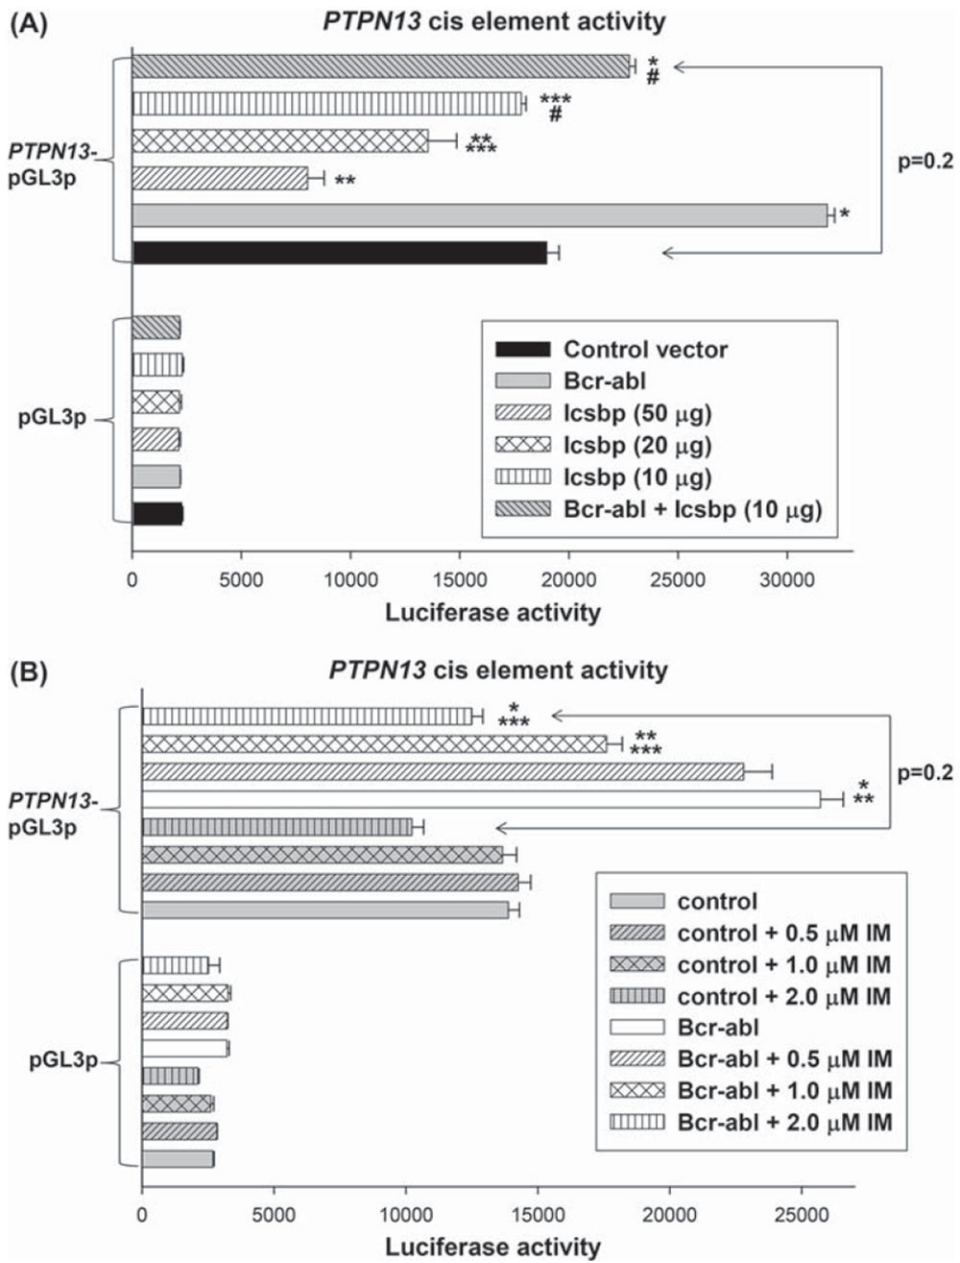 (A)
PTPN13 cis element activity
*
#
***
#
**
***
**
*
p=0.2
PTPN13-
pGL3p
pGL3p
Control vector
Bcr-abl
Icsbp (50 μg)
Icsbp (20 μg)
Icsbp (10 μg)
Bcr-abl + Icsbp (10 μg)
0 5000 10000 15000 20000 25000 30000
Luciferase activity
(B)
PTPN13 cis element activity
*
***
**
***
*
**
p=0.2
PTPN13-
pGL3p
pGL3p
control
control + 0.5 μM IM
control + 1.0 μM IM
control + 2.0 μM IM
Bcr-abl
Bcr-abl + 0.5 μM IM
Bcr-abl + 1.0 μM IM
Bcr-abl + 2.0 μM IM
0 5000 10000 15000 20000 25000
Luciferase activity